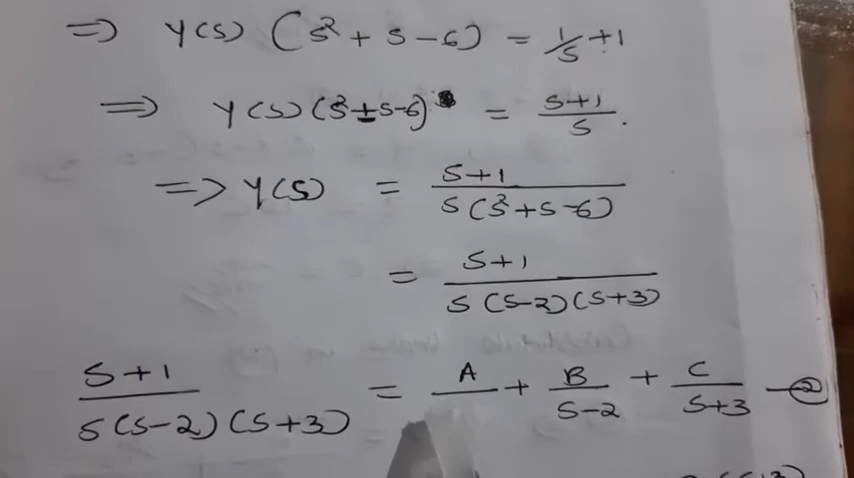 => Y(s) (s² + s - 6) = 1/s + 1
=> Y(s) (s² + s - 6) = (s+1)/s.
=> Y(s) = (s+1)/(s(s² + s - 6))
= (s+1)/(s(s-2)(s+3))
(s+1)/(s(s-2)(s+3)) = A/ + B/(s-2) + C/(s+3) —②